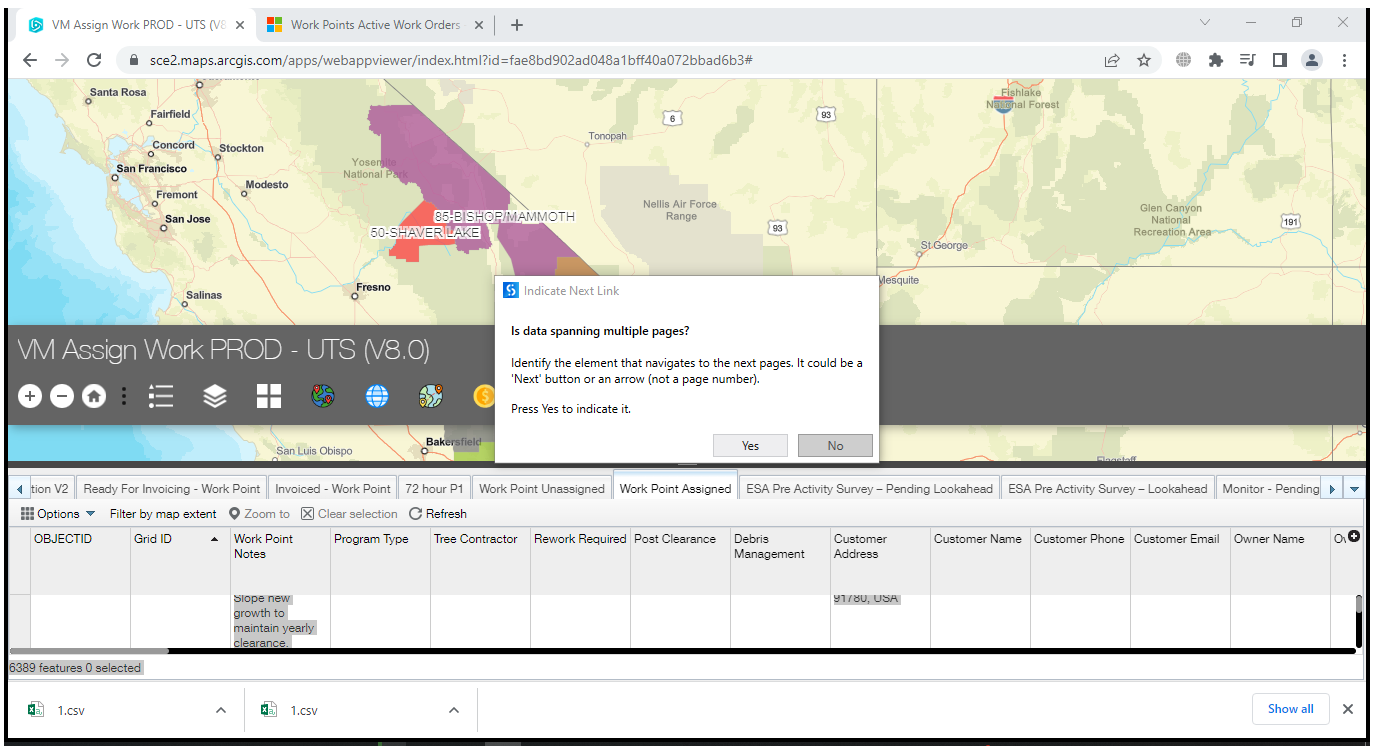 VM Assign Work PROD - UTS (V8
Work Points Active Work Orders
sce2.maps.arcgis.com/apps/webappviewer/index.html?id=fae8bd902ad048a1bff40a072bbad6b3#
Santa Rosa
Fairfield
Concord
Stockton
San Francisco
Modesto
Fremont
San Jose
Salinas
Fresno
Yosemite
National Park
85-BISHOP/MAMMOTH
50-SHAVER LAKE
Tonopah
6
93
Nellis Air Force
Range
93
Fishlake
National Forest
Glen Canyon
National
Recreation Area
191
St George
Mesquite
VM Assign Work PROD - UTS (V8.0)
San Luis Obispo
Bakersfield
Flagstaff
Indicate Next Link
Is data spanning multiple pages?
Identify the element that navigates to the next pages. It could be a
'Next' button or an arrow (not a page number).
Press Yes to indicate it.
Yes
No
tion V2
Ready For Invoicing - Work Point
Invoiced - Work Point
72 hour P1
Work Point Unassigned
Work Point Assigned
ESA Pre Activity Survey – Pending Lookahead
ESA Pre Activity Survey – Lookahead
Monitor - Pending
Options
Filter by map extent
Zoom to
Clear selection
Refresh
OBJECTID
Grid ID
Work Point
Notes
Program Type
Tree Contractor
Rework Required
Post Clearance
Debris
Management
Customer
Address
Customer Name
Customer Phone
Customer Email
Owner Name
Slope new
growth to
maintain yearly
clearance.
91780, USA
6389 features 0 selected
1.csv
1.csv
Show all